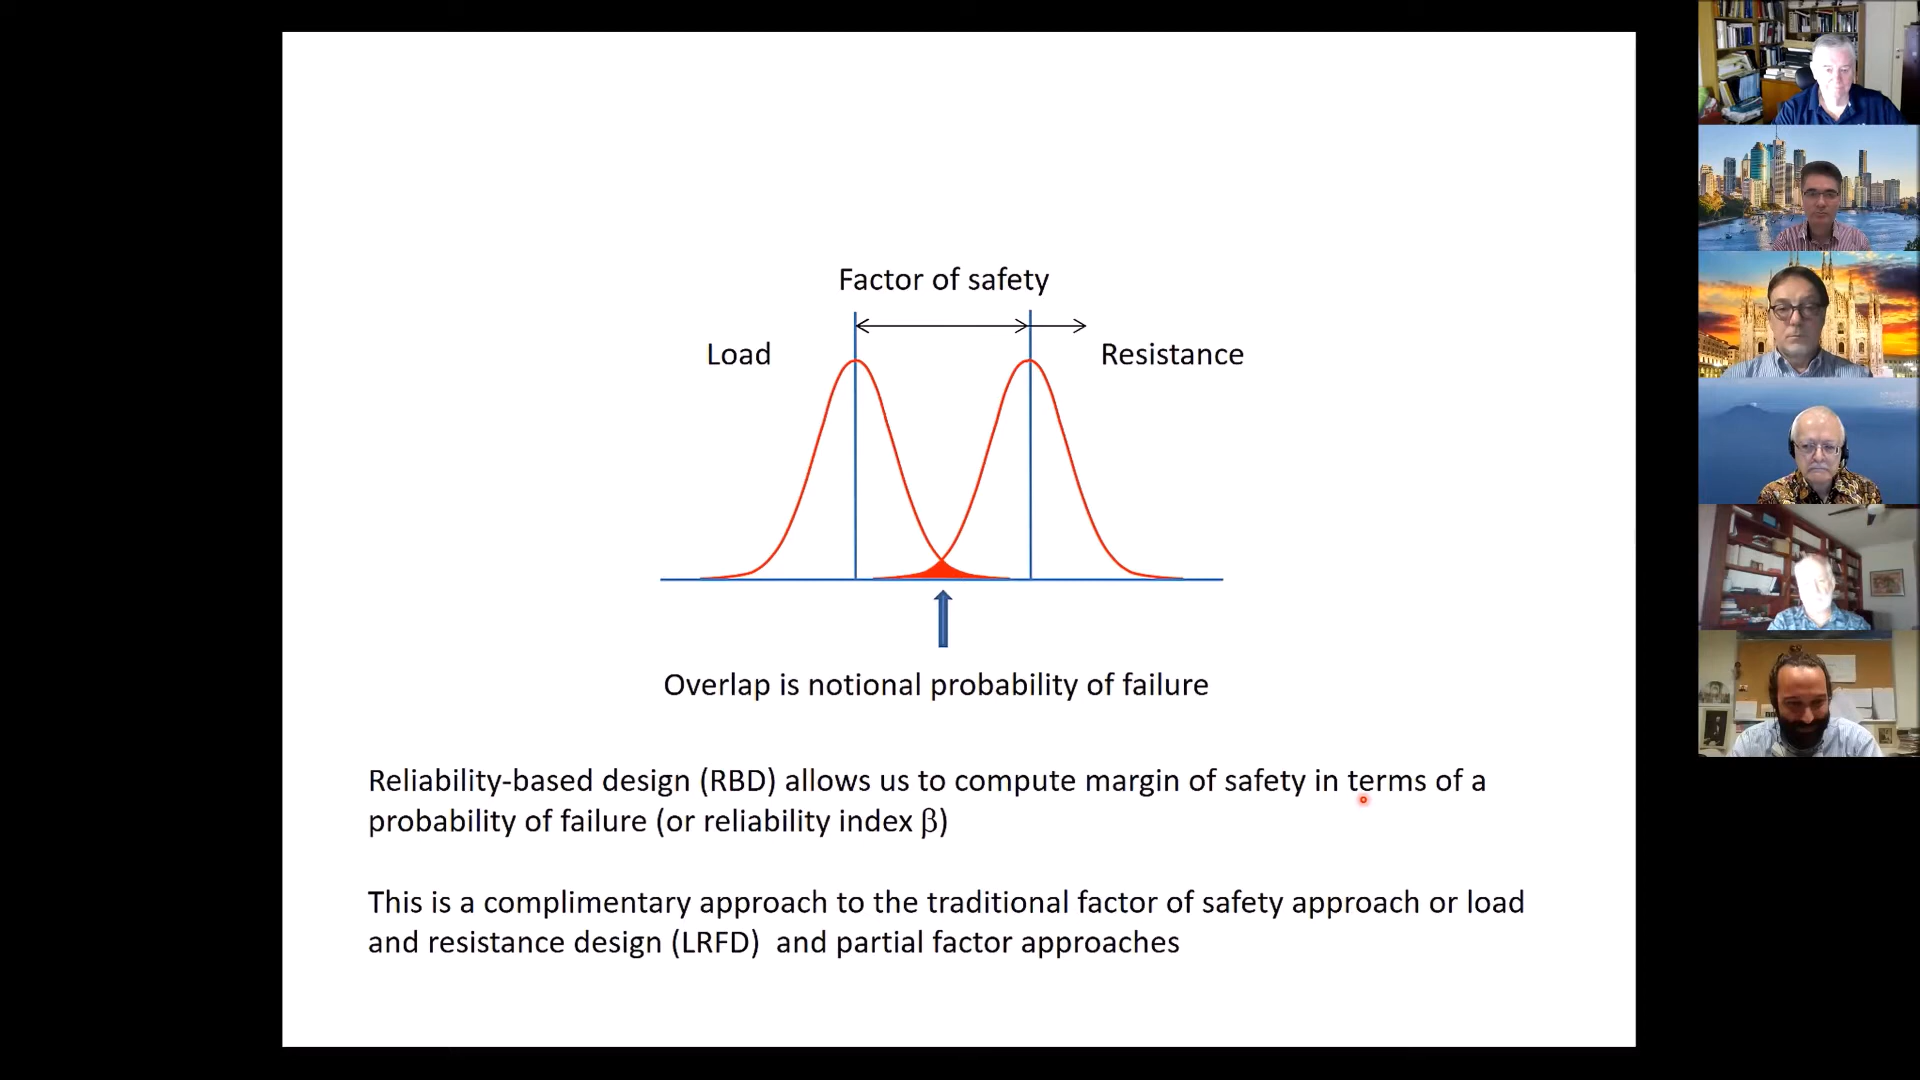 Factor of safety
Load
Resistance
Overlap is notional probability of failure
Reliability-based design (RBD) allows us to compute margin of safety in terms of a
probability of failure (or reliability index β)
This is a complimentary approach to the traditional factor of safety approach or load
and resistance design (LRFD)  and partial factor approaches